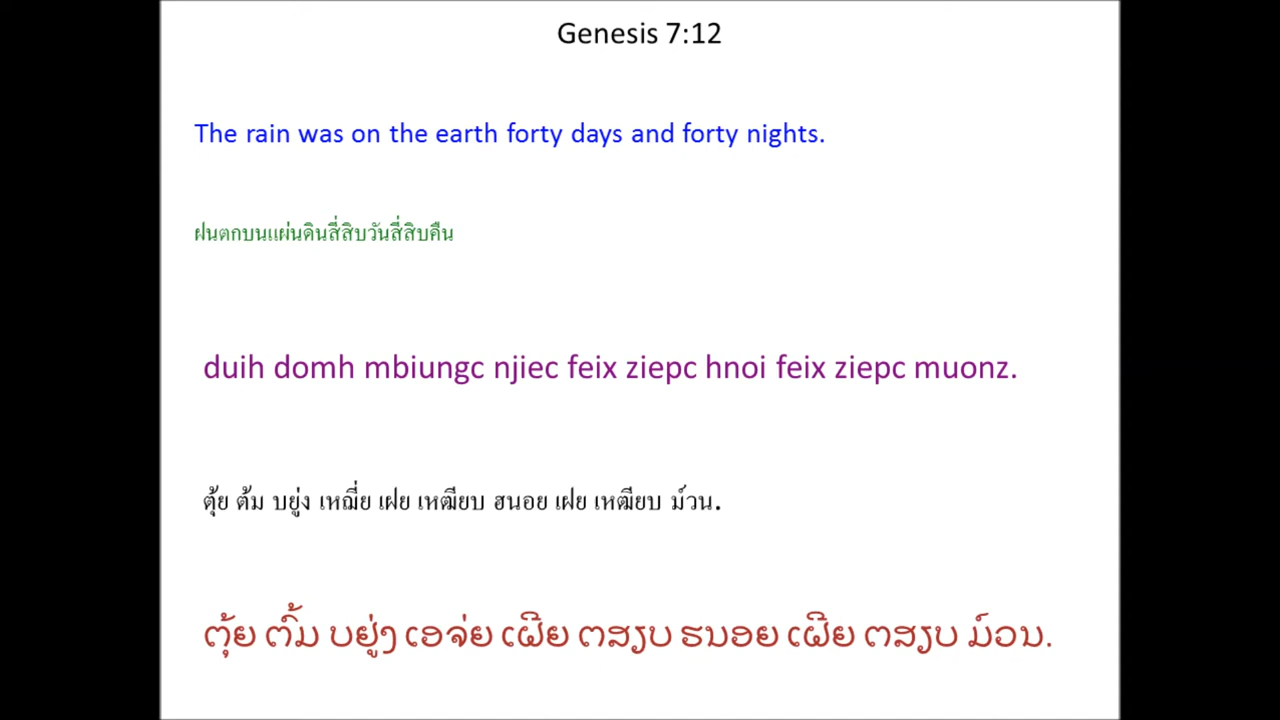 Genesis 7:12
The rain was on the earth forty days and forty nights.
ฝนตกบนแผ่นดินสี่สิบวันสี่สิบคืน
duih domh mbiungc njiec feix ziepc hnoi feix ziepc muonz.
ตุ้ย ต้ม บยู่ง เหฌี่ย เฝย เหฒียบ ฮนอย เฝย เหฒียบ ม์วน.
ຕຸ້ຍ ຕົ້ມ ບຢູ່ງ ເອຈ່ຍ ເຝີຍ ຕສຽບ ຮນອຍ ເຝີຍ ຕສຽບ ມ໌ວນ.